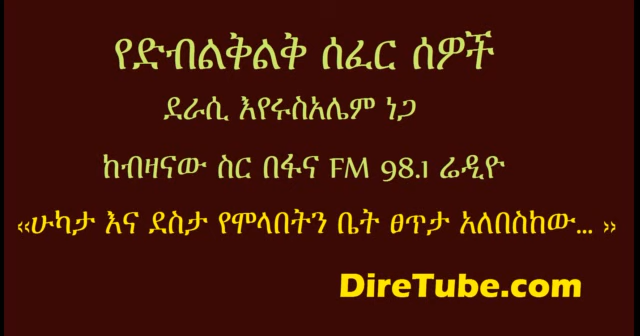 የድብልቅልቅ ሰፈር ሰዎች
ደራሲ እየሩስአሌም ነጋ
ከብዛናው ስር በፋና FM 98.1 ሬዲዮ
‹‹ሁካታ እና ደስታ የሞላበትን ቤት ፀጥታ አለበስከው... ››
DireTube.com